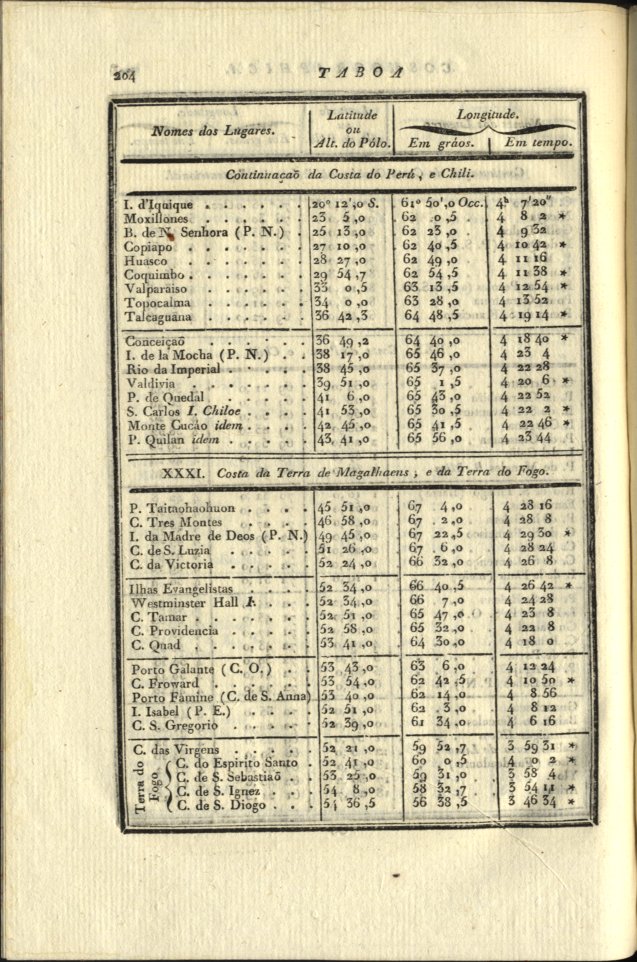 204 TABOA
Nomes dos Lugares. Latitude ou Alt. do Pólo. Longitude. Em gráos. Em tempo.
Continuaçaõ da Costa do Perú, e Chili.
I. d'Iquique . . . . . . 20° 12',0 S. 61° 50',0 Occ. 4h 7'20"
Moxillones . . . . . . 23 5,0 62 0,5 4 8 2 *
B. de N. Senhora (P. N.) . 25 13,0 62 23,0 4 9 32
Copiapo . . . . . . 27 10,0 62 40,5 4 10 42 *
Huasco . . . . . . 28 27,0 62 49,0 4 11 16
Coquimbo . . . . . . 29 54,7 62 54,5 4 11 38 *
Valparaiso . . . . . . 33 0,5 63 13,5 4 12 54 *
Topocalma . . . . . . 34 0,0 63 28,0 4 13 52
Talcaguana . . . . . . 36 42,3 64 48,5 4 19 14 *
Conceiçaõ . . . . . . 36 49,2 64 40,0 4 18 40 *
I. de la Mocha (P. N.) . . 38 17,0 65 46,0 4 23 4
Rio da Imperial . . . . . 38 45,0 65 37,0 4 22 28
Valdivia . . . . . . 39 51,0 65 1,5 4 20 6 *
P. de Quedal . . . . . 41 6,0 65 43,0 4 22 52
S. Carlos I. Chiloe . . . . 41 53,0 65 30,5 4 22 2 *
Monte Cucáo idem . . . . 42 45,0 65 41,5 4 22 46 *
P. Quilan idem . . . . . 43 41,0 65 56,0 4 23 44
XXXI. Costa da Terra de Magalhaens, e da Terra do Fogo.
P. Taitaohaohuon . . . . 45 51,0 67 4,0 4 28 16
C. Tres Montes . . . . 46 58,0 67 2,0 4 28 8
I. da Madre de Deos (P. N.) 49 45,0 67 22,5 4 29 30 *
C. de S. Luzia . . . . . 51 26,0 67 6,0 4 28 24
C. da Victoria . . . . . 52 24,0 66 32,0 4 26 8
Ilhas Evangelistas . . . . 52 34,0 66 40,5 4 26 42 *
Westminster Hall I. . . . 52 34,0 66 7,0 4 24 28
C. Tamar . . . . . . 52 51,0 65 47,0 4 23 8
C. Providencia . . . . . 52 58,0 65 32,0 4 22 8
C. Quad . . . . . . 53 41,0 64 30,0 4 18 0
Porto Galante (C. O.) . . 53 43,0 63 6,0 4 12 24
C. Froward . . . . . . 53 54,0 62 42,5 4 10 50 *
Porto Fámine (C. de S. Anna) 53 40,0 62 14,0 4 8 56
I. Isabel (P. E.) . . . . 52 51,0 62 3,0 4 8 12
C. S. Gregorio . . . . . 52 39,0 61 34,0 4 6 16
C. das Virgens . . . . . 52 21,0 59 52,7 3 59 31 *
Terra do Fogo C. do Espirito Santo . 52 41,0 60 0,5 4 0 2 *
C. de S. Sebastiaõ . . 53 25,0 59 31,0 3 58 4
C. de S. Ignez . . . 54 8,0 58 32,7 3 54 11 *
C. de S. Diogo . . . 54 36,5 56 38,5 3 46 34 *